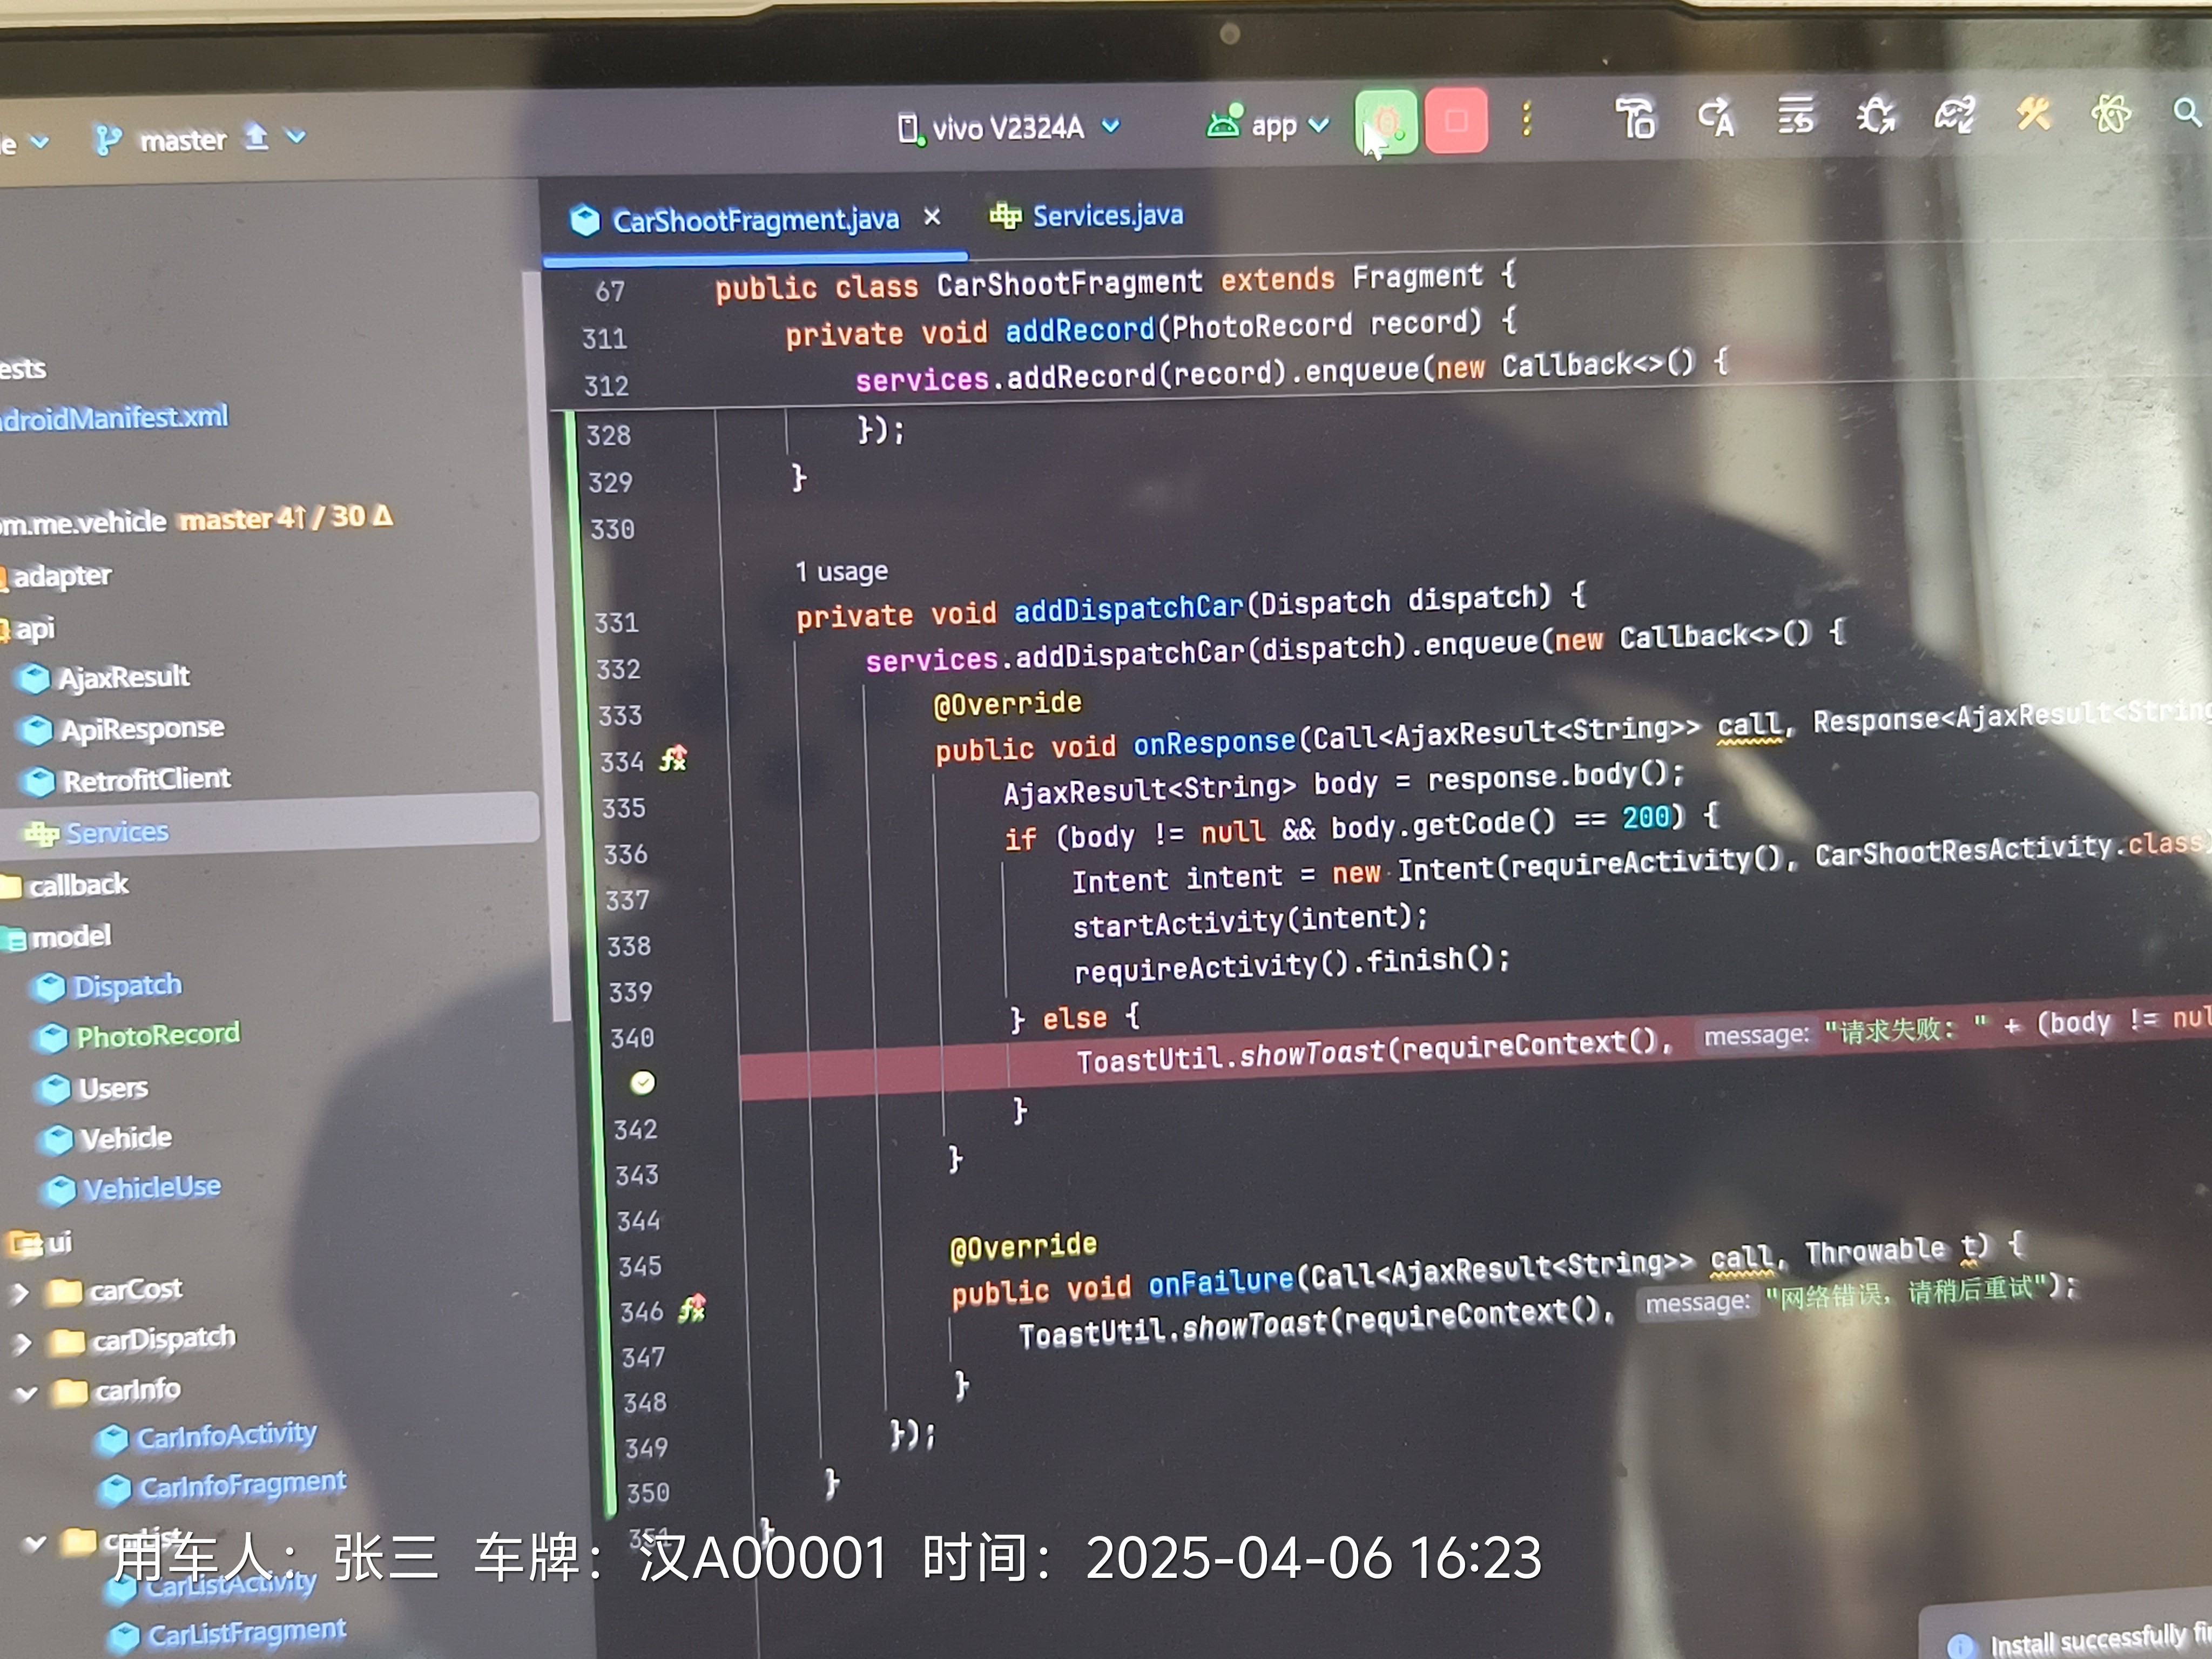 master
vivo V2324A
app
CarShootFragment.java
Services.java
67 public class CarShootFragment extends Fragment {
311 private void addRecord(PhotoRecord record) {
312 services.addRecord(record).enqueue(new Callback<>() {
328 });
329 }
330
1 usage
331 private void addDispatchCar(Dispatch dispatch) {
332 services.addDispatchCar(dispatch).enqueue(new Callback<>() {
333 @Override
334 public void onResponse(Call<AjaxResult<String>> call, Response<AjaxResult<String
335 AjaxResult<String> body = response.body();
336 if (body != null && body.getCode() == 200) {
337 Intent intent = new Intent(requireActivity(), CarShootResActivity.class
338 startActivity(intent);
339 requireActivity().finish();
340 } else {
ToastUtil.showToast(requireContext(), message: "请求失败: " + (body != nul
342 }
343 }
344
345 @Override
346 public void onFailure(Call<AjaxResult<String>> call, Throwable t) {
347 ToastUtil.showToast(requireContext(), message: "网络错误，请稍后重试");
348 }
349 });
350 }
351 }
ests
droidManifest.xml
om.me.vehicle master 4↑ / 30 Δ
adapter
api
AjaxResult
ApiResponse
RetrofitClient
Services
callback
model
Dispatch
PhotoRecord
Users
Vehicle
VehicleUse
ui
carCost
carDispatch
carInfo
CarInfoActivity
CarInfoFragment
carList
CarListActivity
CarListFragment
用车人：张三 车牌：汉A00001 时间：2025-04-06 16:23
Install successfully fi